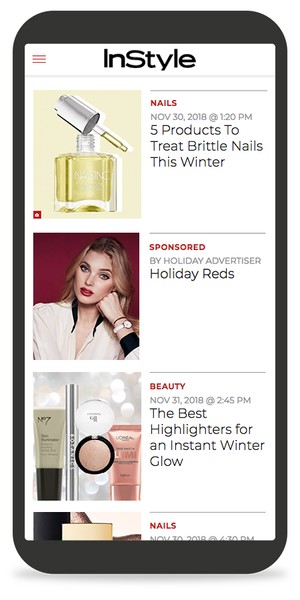 InStyle
NAILS
NOV 30, 2018 @ 1:20 PM
5 Products To
Treat Brittle Nails
This Winter
NAILSINC
SPONSORED
BY HOLIDAY ADVERTISER
Holiday Reds
BEAUTY
NOV 31, 2018 @ 2:45 PM
The Best
Highlighters for
an Instant Winter
Glow
No7
e.l.f.
L'ORÉAL
NAILS
NOV 30, 2018 @ 4:30 PM